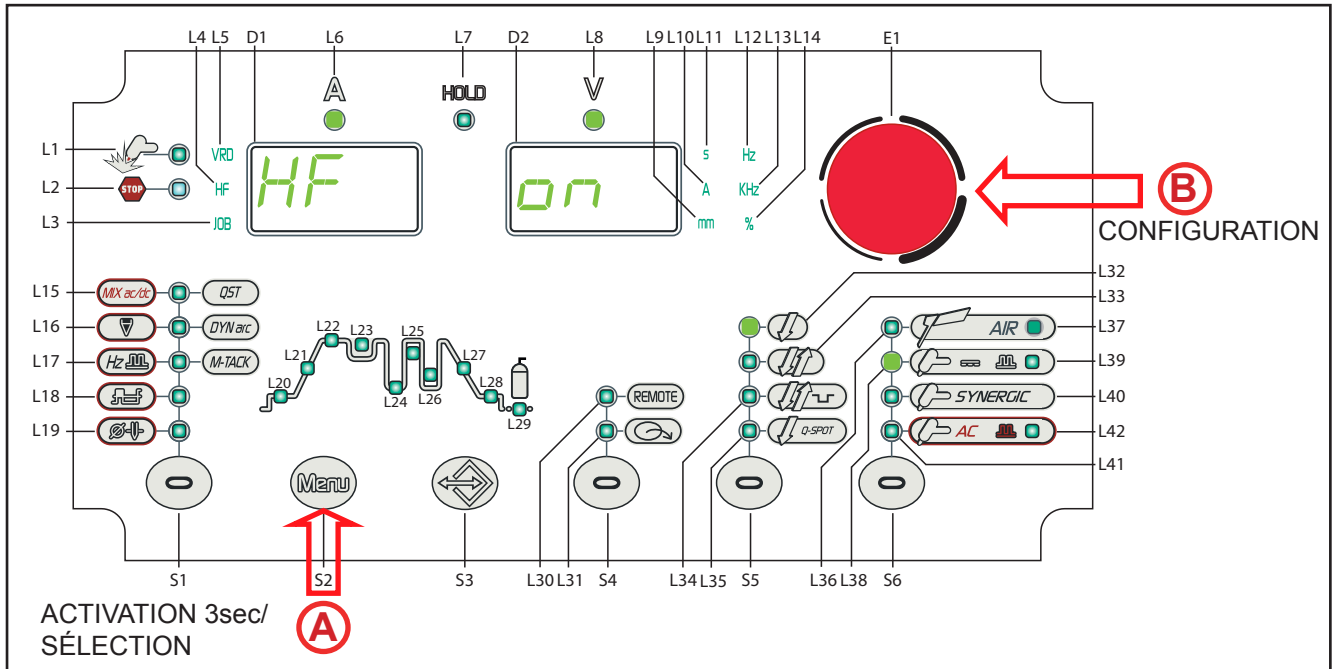 L4 L5 D1 L6 L7 D2 L8 L9 L10 L11 L12 L13 L14 E1
A HOLD V
L1 VRD s Hz
L2 STOP HF HF on A KHz B
L3 JOB mm %
CONFIGURATION
L32
L33
L15 MIX ac/dc QST AIR L37
L16 DYN arc L39
L17 Hz M-TACK SYNERGIC L40
L18 REMOTE AC L42
L19 Q-SPOT L41
L22 L23 L25
L21 L27
L20 L28
L24 L26 L29
Menu
S1 S2 S3 L30 L31 S4 L34 L35 S5 L36 L38 S6
ACTIVATION 3sec/
SÉLECTION
A